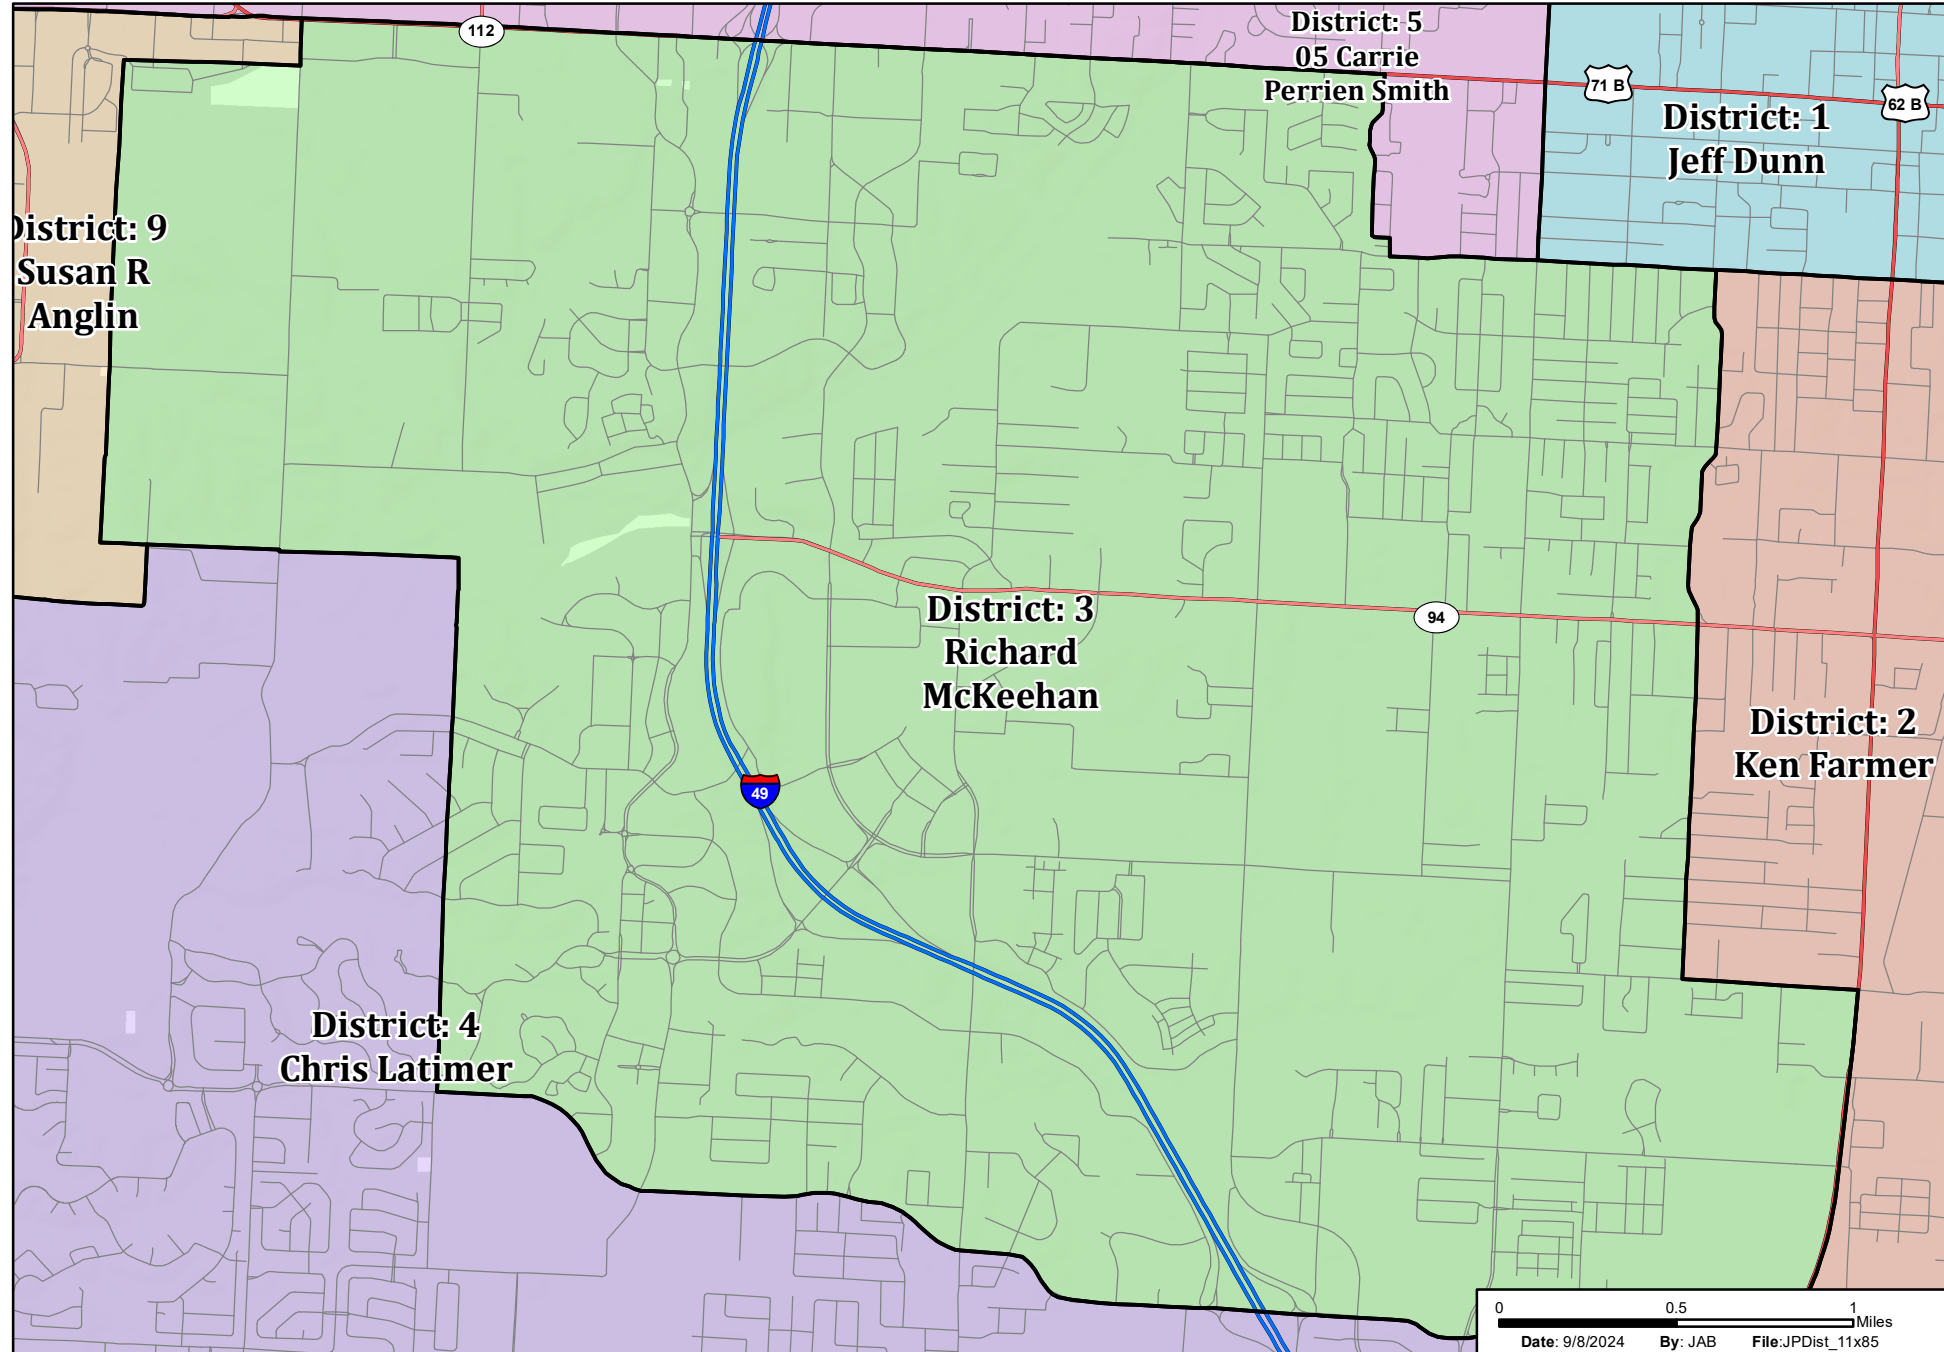 112
District: 5
05 Carrie
Perrien Smith
71 B
62 B
District: 1
Jeff Dunn
District: 9
Susan R
Anglin
District: 3
Richard
McKeehan
94
District: 2
Ken Farmer
49
District: 4
Chris Latimer
0 0.5 1
Miles
Date: 9/8/2024 By: JAB File:JPDist_11x85